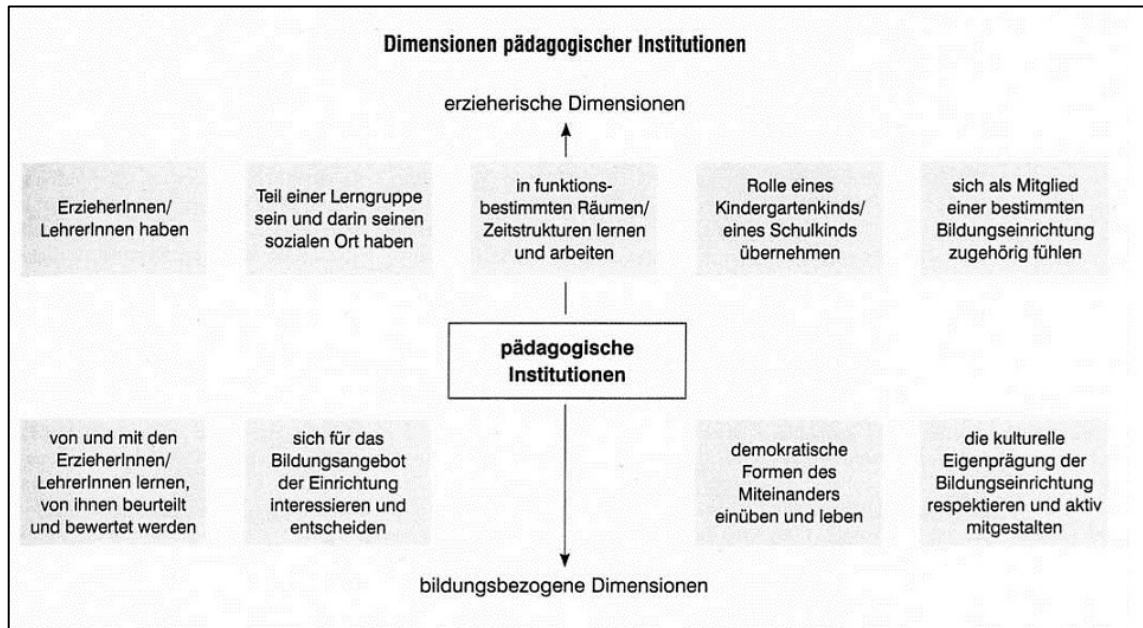 Dimensionen pädagogischer Institutionen
erzieherische Dimensionen
ErzieherInnen/
LehrerInnen haben
Teil einer Lerngruppe
sein und darin seinen
sozialen Ort haben
in funktions-
bestimmten Räumen/
Zeitstrukturen lernen
und arbeiten
Rolle eines
Kindergartenkinds/
eines Schulkinds
übernehmen
sich als Mitglied
einer bestimmten
Bildungseinrichtung
zugehörig fühlen
pädagogische
Institutionen
von und mit den
ErzieherInnen/
LehrerInnen lernen,
von ihnen beurteilt
und bewertet werden
sich für das
Bildungsangebot
der Einrichtung
interessieren und
entscheiden
demokratische
Formen des
Miteinanders
einüben und leben
die kulturelle
Eigenprägung der
Bildungseinrichtung
respektieren und aktiv
mitgestalten
bildungsbezogene Dimensionen